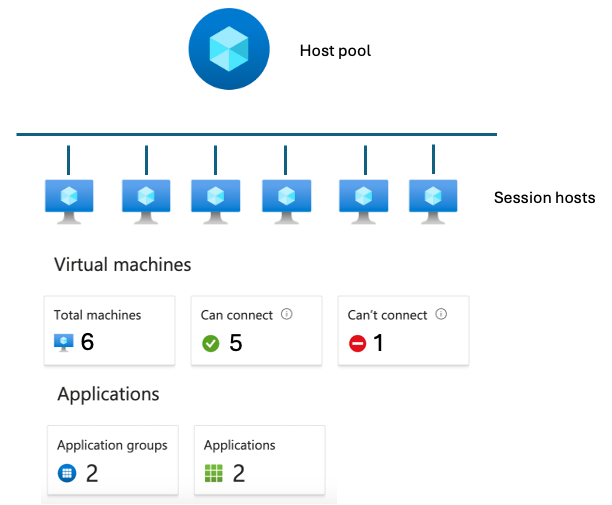 Host pool
Session hosts
Virtual machines
Total machines
6
Can connect
5
Can't connect
1
Applications
Application groups
2
Applications
2